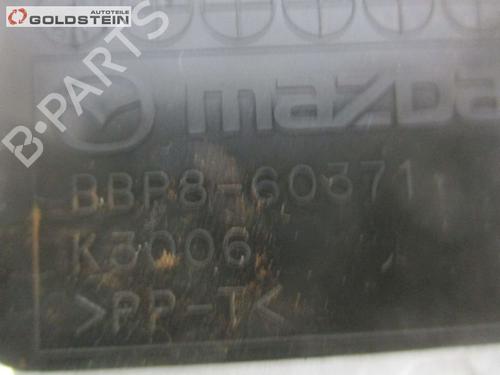 Autoteile
GOLDSTEIN
B-PARTS
mazda
BBP8-60371
K3006
>PP-T<